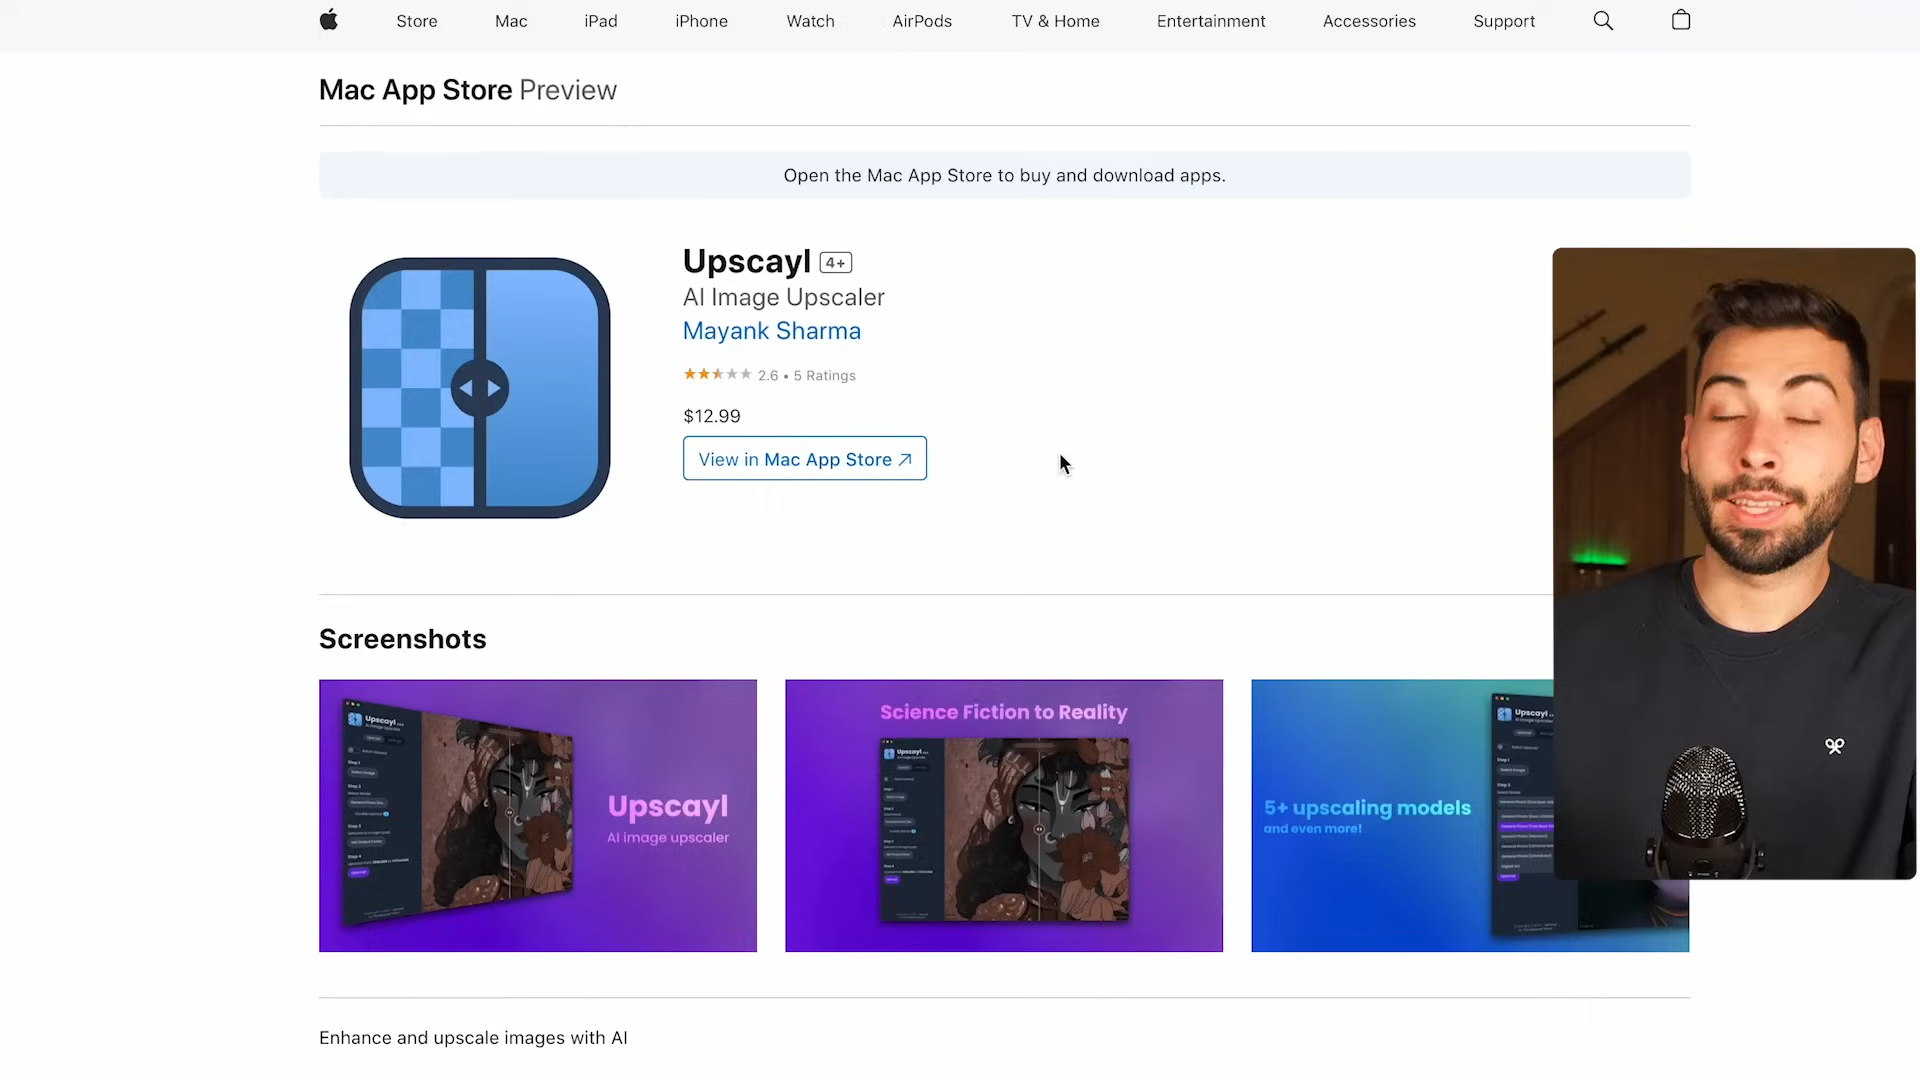 Store
Mac
iPad
iPhone
Watch
AirPods
TV & Home
Entertainment
Accessories
Support
Mac App Store Preview
Open the Mac App Store to buy and download apps.
Upscayl 4+
AI Image Upscaler
Mayank Sharma
2.6 • 5 Ratings
$12.99
View in Mac App Store
Screenshots
Upscayl
Upscayl
AI image upscaler
Science Fiction to Reality
Upscayl
5+ upscaling models
and even more!
Upscayl
Enhance and upscale images with AI